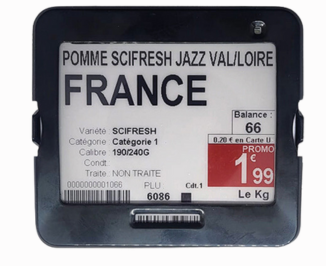 POMME SCIFRESH JAZZ VAL/LOIRE
FRANCE
Balance :
66
0.20 € en Carte U
Variété : SCIFRESH
Catégorie : Catégorie 1
Calibre : 190/240G
Condt :
Traité : NON TRAITE
PROMO
1€99
Le Kg
0000000001066 PLU Cdt.1
6086